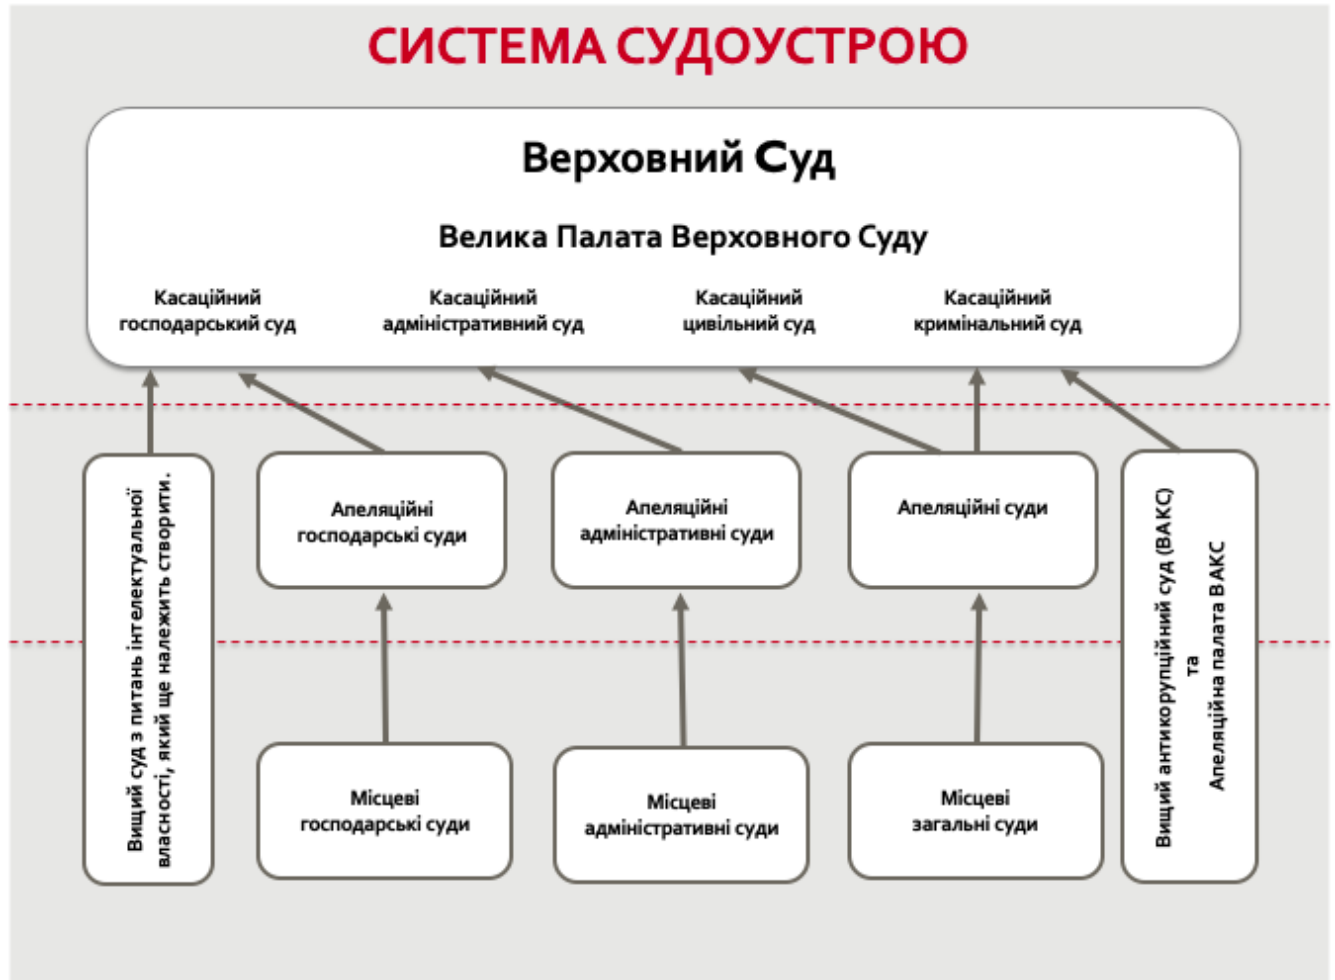 СИСТЕМА СУДОУСТРОЮ
Верховний Суд
Велика Палата Верховного Суду
Касаційний
господарський суд
Касаційний
адміністративний суд
Касаційний
цивільний суд
Касаційний
кримінальний суд
Вищий суд з питань інтелектуальної
власності, який ще належить створити.
Апеляційні
господарські суди
Апеляційні
адміністративні суди
Апеляційні суди
Вищий антикорупційний суд (ВАКС)
та
Апеляційна палата ВАКС
Місцеві
господарські суди
Місцеві
адміністративні суди
Місцеві
загальні суди